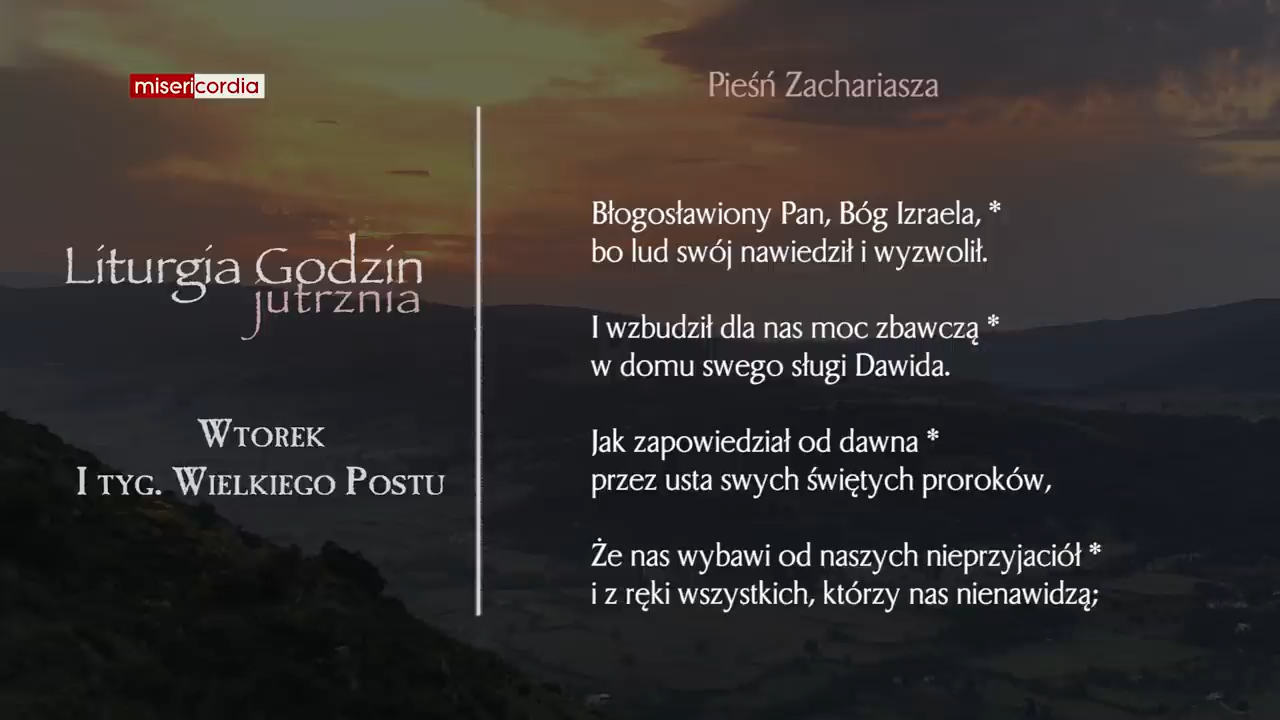 misericordia
Liturgia Godzin
jutrznia
Wtorek
I tyg. Wielkiego Postu
Pieśń Zachariasza
Błogosławiony Pan, Bóg Izraela, *
bo lud swój nawiedził i wyzwolił.
I wzbudził dla nas moc zbawczą *
w domu swego sługi Dawida.
Jak zapowiedział od dawna *
przez usta swych świętych proroków,
Że nas wybawi od naszych nieprzyjaciół *
i z ręki wszystkich, którzy nas nienawidzą;